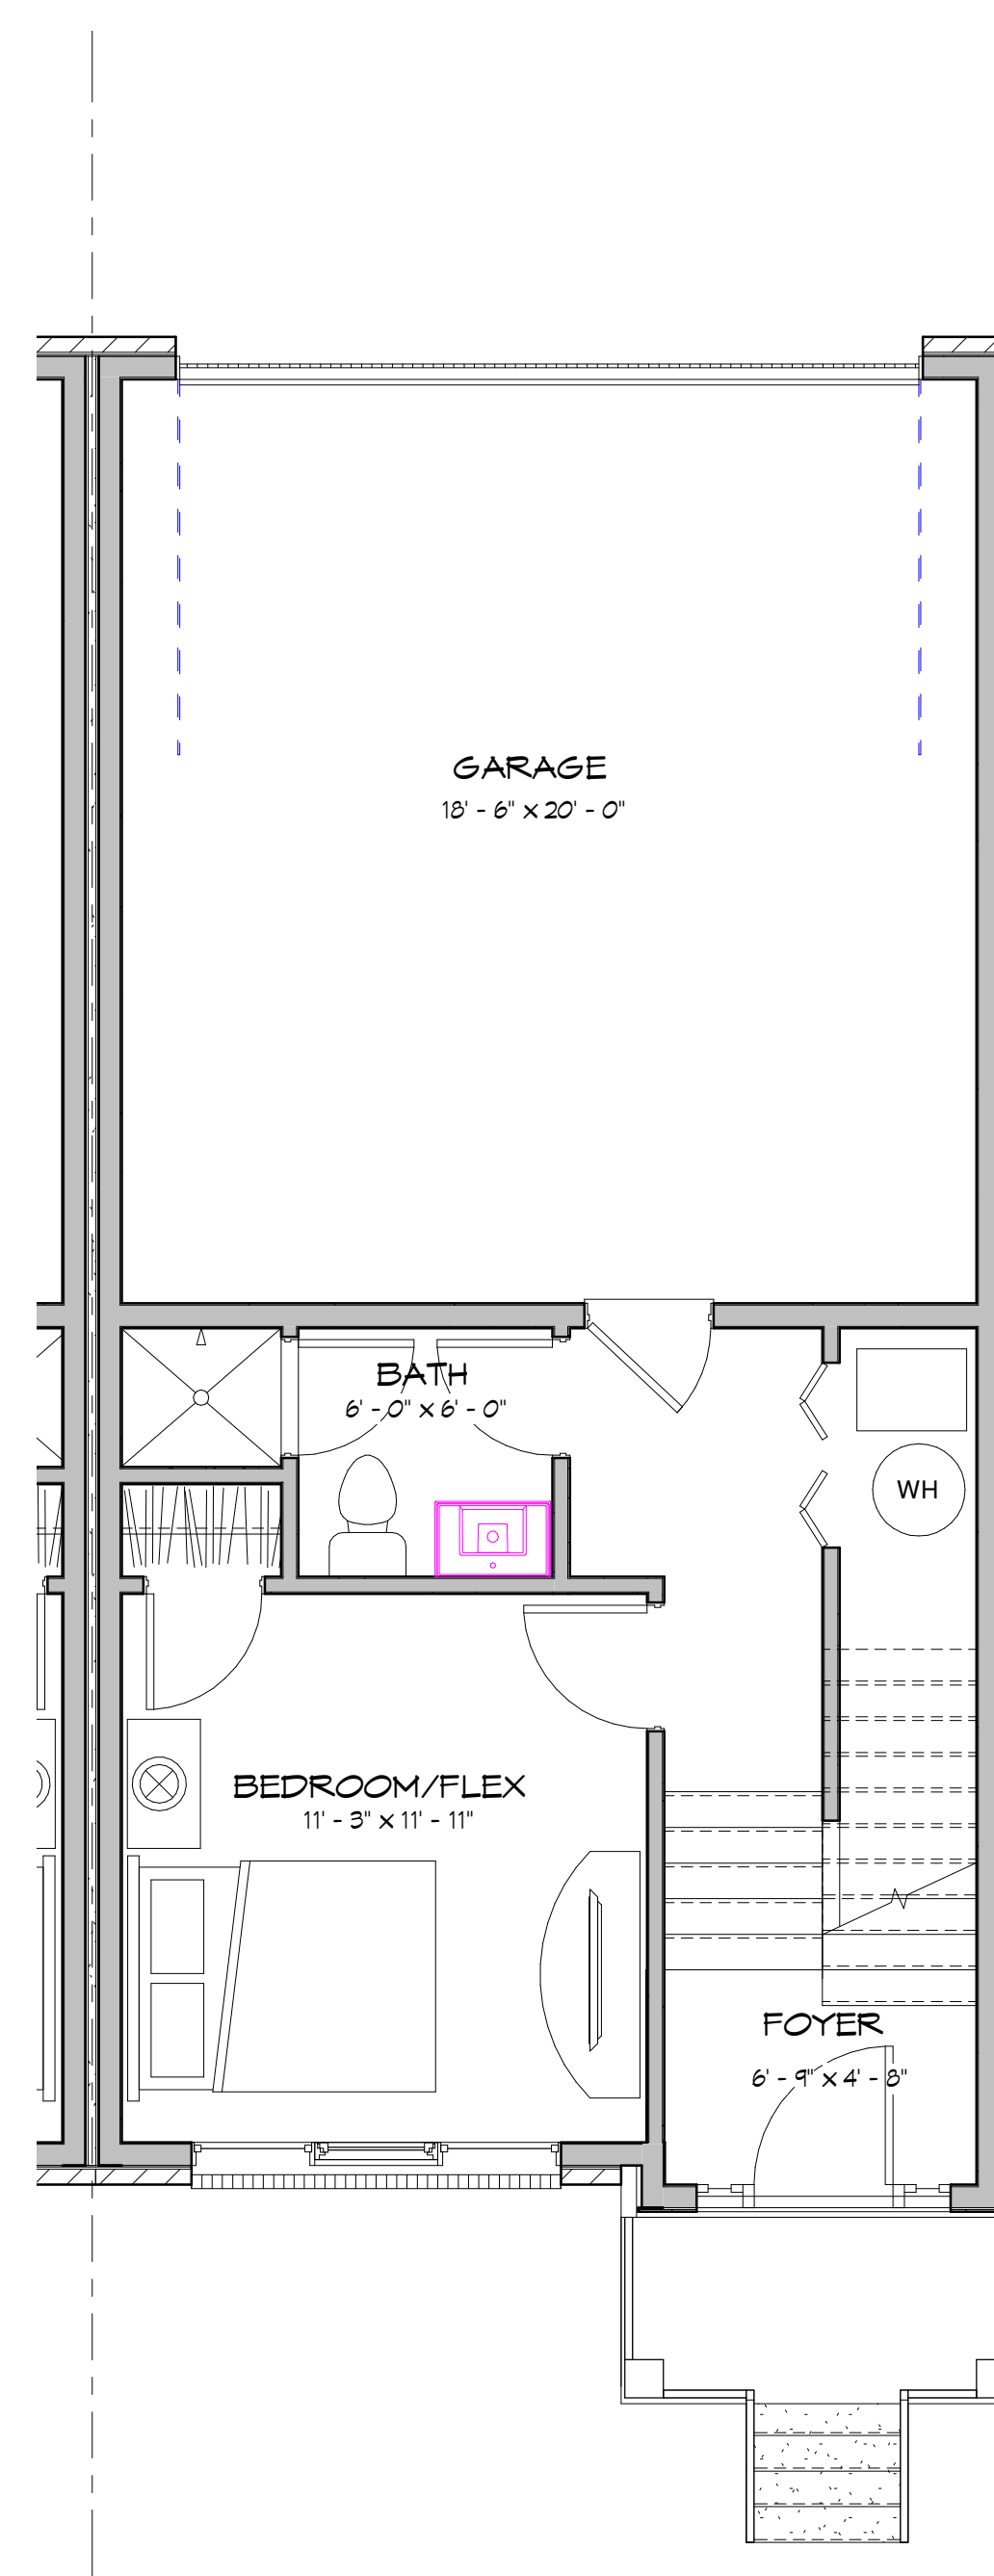 GARAGE
18' - 6" x 20' - 0"
BATH
6' - 0" x 6' - 0"
WH
BEDROOM/FLEX
11' - 3" x 11' - 11"
FOYER
6' - 9" x 4' - 8"